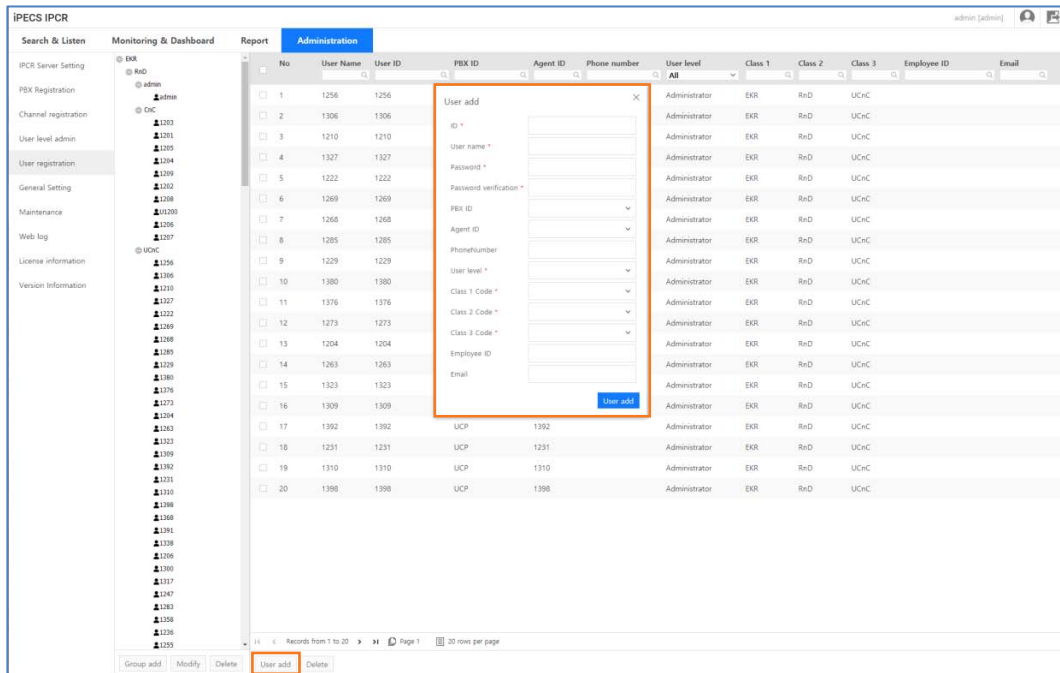 iPECS IPCR
admin [admin]
Search & Listen Monitoring & Dashboard Report Administration
IPCR Server Setting
PBX Registration
Channel registration
User level admin
User registration
General Setting
Maintenance
Web log
License information
Version Information
EKR
RnD
admin
admin
CnC
1203
1201
1205
1204
1209
1202
1208
U1200
1206
1207
UCnC
1256
1306
1210
1327
1222
1269
1268
1285
1229
1380
1376
1273
1204
1263
1323
1309
1392
1231
1310
1398
1368
1391
1338
1206
1300
1317
1247
1283
1358
1236
1255
Group add Modify Delete
No User Name User ID PBX ID Agent ID Phone number User level Class 1 Class 2 Class 3 Employee ID Email
All
1 1256 1256 Administrator EKR RnD UCnC
2 1306 1306 Administrator EKR RnD UCnC
3 1210 1210 Administrator EKR RnD UCnC
4 1327 1327 Administrator EKR RnD UCnC
5 1222 1222 Administrator EKR RnD UCnC
6 1269 1269 Administrator EKR RnD UCnC
7 1268 1268 Administrator EKR RnD UCnC
8 1285 1285 Administrator EKR RnD UCnC
9 1229 1229 Administrator EKR RnD UCnC
10 1380 1380 Administrator EKR RnD UCnC
11 1376 1376 Administrator EKR RnD UCnC
12 1273 1273 Administrator EKR RnD UCnC
13 1204 1204 Administrator EKR RnD UCnC
14 1263 1263 Administrator EKR RnD UCnC
15 1323 1323 Administrator EKR RnD UCnC
16 1309 1309 Administrator EKR RnD UCnC
17 1392 1392 UCP 1392 Administrator EKR RnD UCnC
18 1231 1231 UCP 1231 Administrator EKR RnD UCnC
19 1310 1310 UCP 1310 Administrator EKR RnD UCnC
20 1398 1398 UCP 1398 Administrator EKR RnD UCnC
Records from 1 to 20 Page 1 20 rows per page
User add Delete
User add
ID *
User name *
Password *
Password verification *
PBX ID
Agent ID
PhoneNumber
User level *
Class 1 Code *
Class 2 Code *
Class 3 Code *
Employee ID
Email
User add